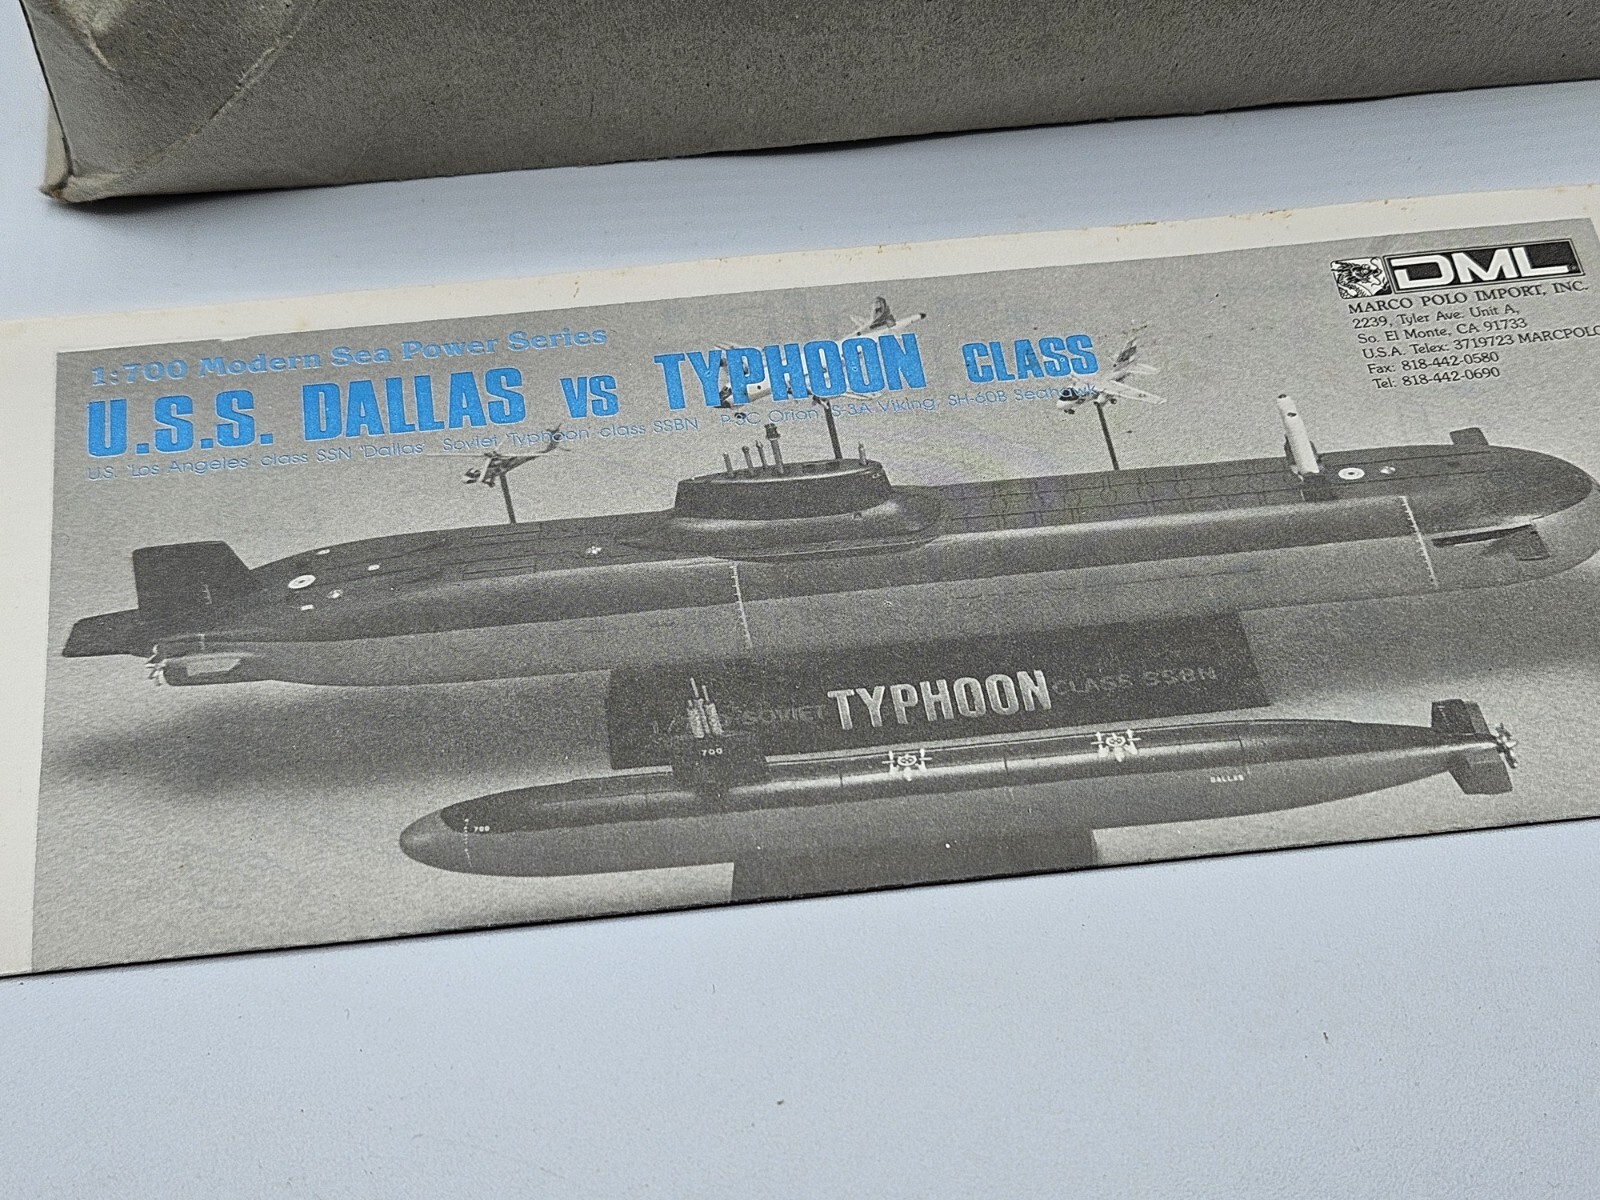 1:700 Modern Sea Power Series
U.S.S. DALLAS VS TYPHOON CLASS
U.S. 'Los Angeles' class SSN 'Dallas' Soviet 'Typhoon' class SSBN P-3C Orion S-3A Viking SH-60B Seahawk
DML
MARCO POLO IMPORT, INC.
2239, Tyler Ave. Unit A,
So. El Monte, CA 91733
U.S.A. Telex: 3719723 MARCPOLO
Fax: 818-442-0580
Tel: 818-442-0690
SOVIET TYPHOON CLASS SSBN
700
DALLAS
700